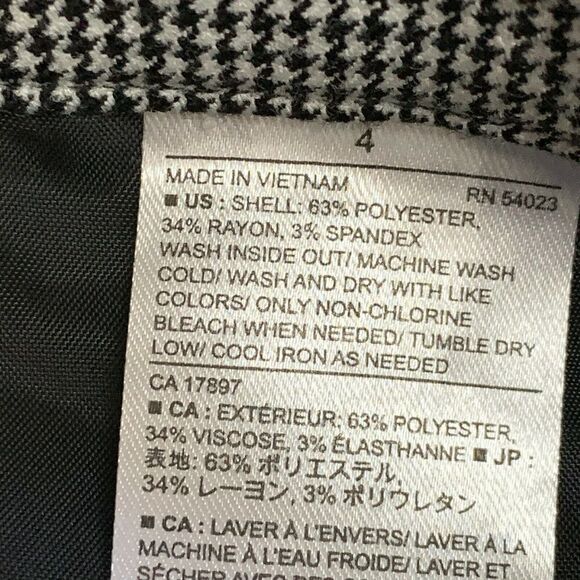 4
MADE IN VIETNAM RN 54023
■ US : SHELL: 63% POLYESTER,
34% RAYON, 3% SPANDEX
WASH INSIDE OUT/ MACHINE WASH
COLD/ WASH AND DRY WITH LIKE
COLORS/ ONLY NON-CHLORINE
BLEACH WHEN NEEDED/ TUMBLE DRY
LOW/ COOL IRON AS NEEDED
CA 17897
■ CA : EXTÉRIEUR: 63% POLYESTER,
34% VISCOSE, 3% ÉLASTHANNE ■ JP :
表地: 63% ポリエステル,
34% レーヨン, 3% ポリウレタン
■ CA : LAVER À L'ENVERS/ LAVER À LA
MACHINE À L'EAU FROIDE/ LAVER ET
SÉCHER AVEC DES